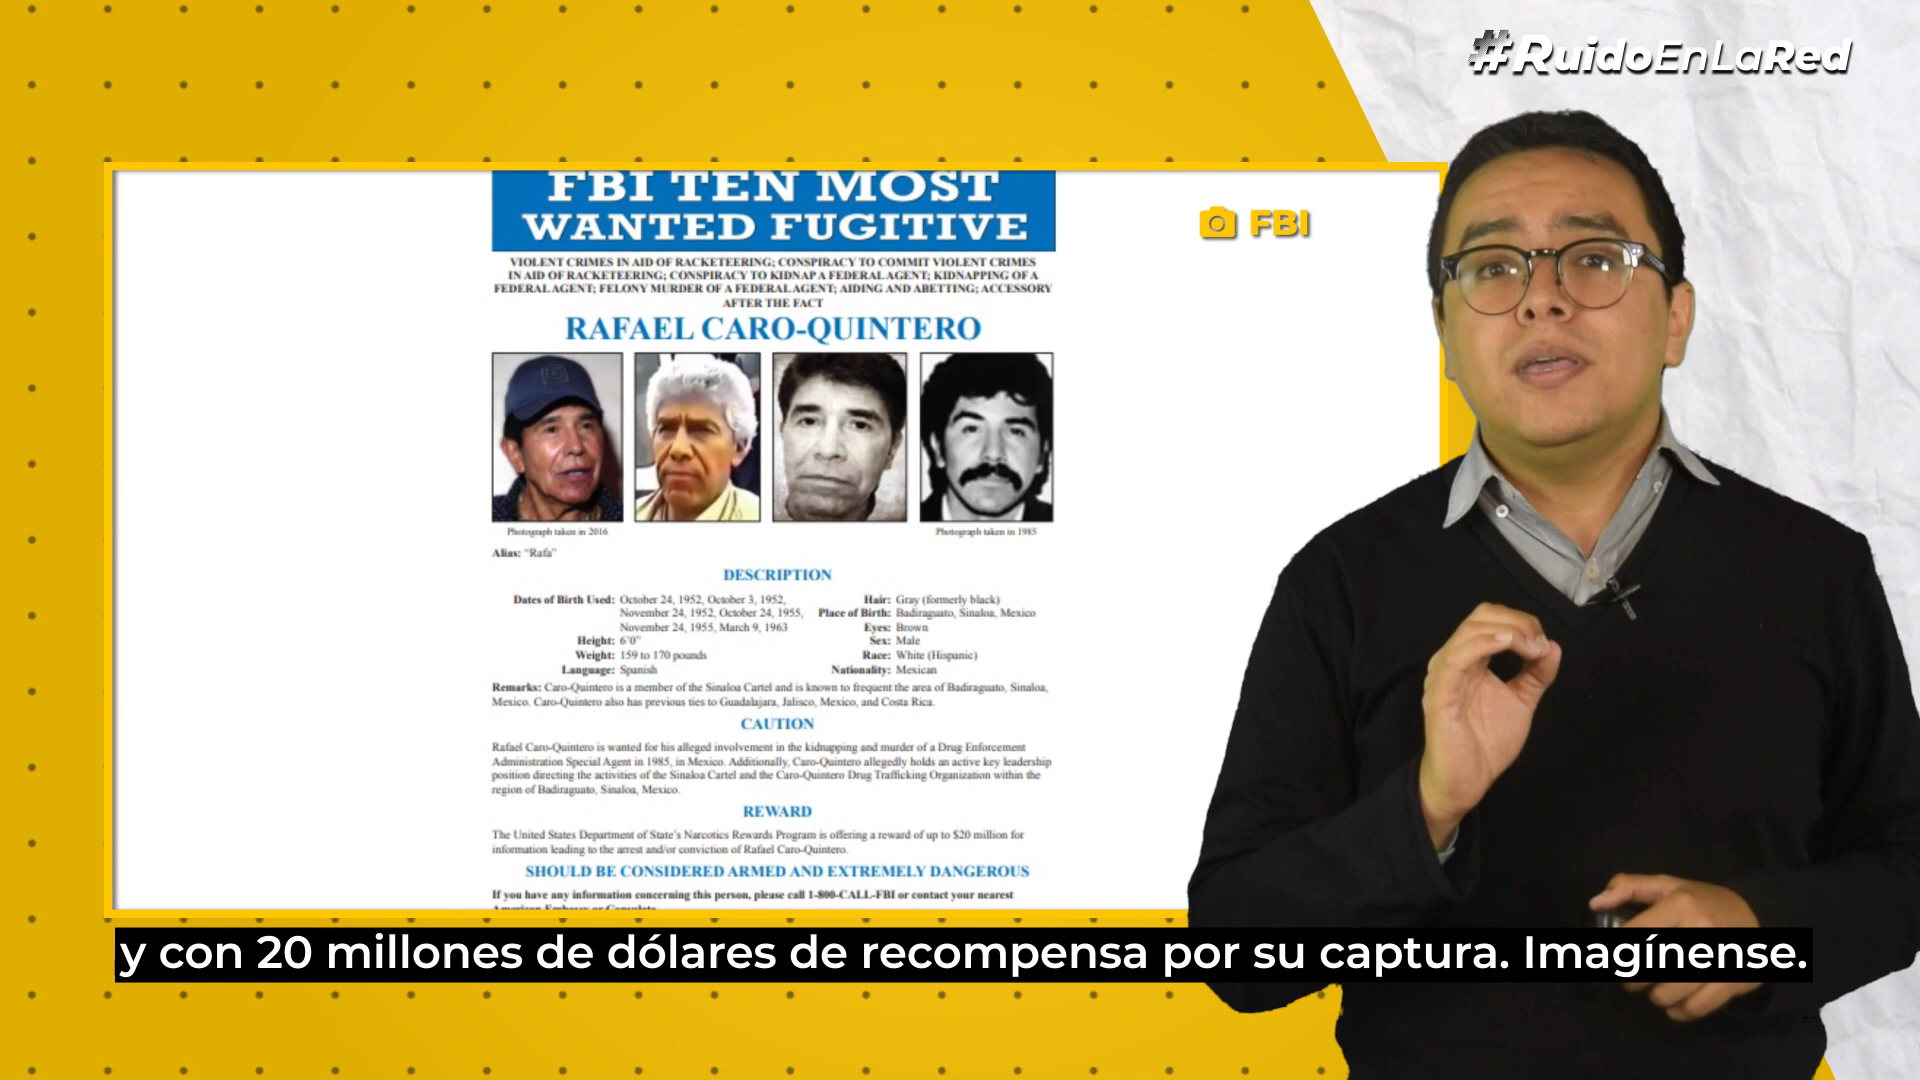 #RuidoEnLaRed
FBI TEN MOST
WANTED FUGITIVE
FBI
VIOLENT CRIMES IN AID OF RACKETEERING; CONSPIRACY TO COMMIT VIOLENT CRIMES
IN AID OF RACKETEERING; CONSPIRACY TO KIDNAP A FEDERAL AGENT; KIDNAPPING OF A
FEDERAL AGENT; FELONY MURDER OF A FEDERAL AGENT; AIDING AND ABETTING; ACCESSORY
AFTER THE FACT
RAFAEL CARO-QUINTERO
Photograph taken in 2016
Photograph taken in 1985
Alias: "Rafa"
DESCRIPTION
Dates of Birth Used: October 24, 1952, October 3, 1952,
November 24, 1952, October 24, 1955,
November 24, 1955, March 9, 1963
Height: 6'0"
Weight: 159 to 170 pounds
Language: Spanish
Hair: Gray (formerly black)
Place of Birth: Badiraguato, Sinaloa, Mexico
Eyes: Brown
Sex: Male
Race: White (Hispanic)
Nationality: Mexican
Remarks: Caro-Quintero is a member of the Sinaloa Cartel and is known to frequent the area of Badiraguato, Sinaloa,
Mexico. Caro-Quintero also has previous ties to Guadalajara, Jalisco, Mexico, and Costa Rica.
CAUTION
Rafael Caro-Quintero is wanted for his alleged involvement in the kidnapping and murder of a Drug Enforcement
Administration Special Agent in 1985, in Mexico. Additionally, Caro-Quintero allegedly holds an active key leadership
position directing the activities of the Sinaloa Cartel and the Caro-Quintero Drug Trafficking Organization within the
region of Badiraguato, Sinaloa, Mexico.
REWARD
The United States Department of State's Narcotics Rewards Program is offering a reward of up to $20 million for
information leading to the arrest and/or conviction of Rafael Caro-Quintero.
SHOULD BE CONSIDERED ARMED AND EXTREMELY DANGEROUS
If you have any information concerning this person, please call 1-800-CALL-FBI or contact your nearest
American Embassy or Consulate.
y con 20 millones de dólares de recompensa por su captura. Imagínense.